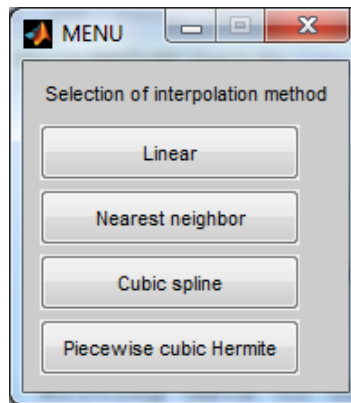 MENU
Selection of interpolation method
Linear
Nearest neighbor
Cubic spline
Piecewise cubic Hermite